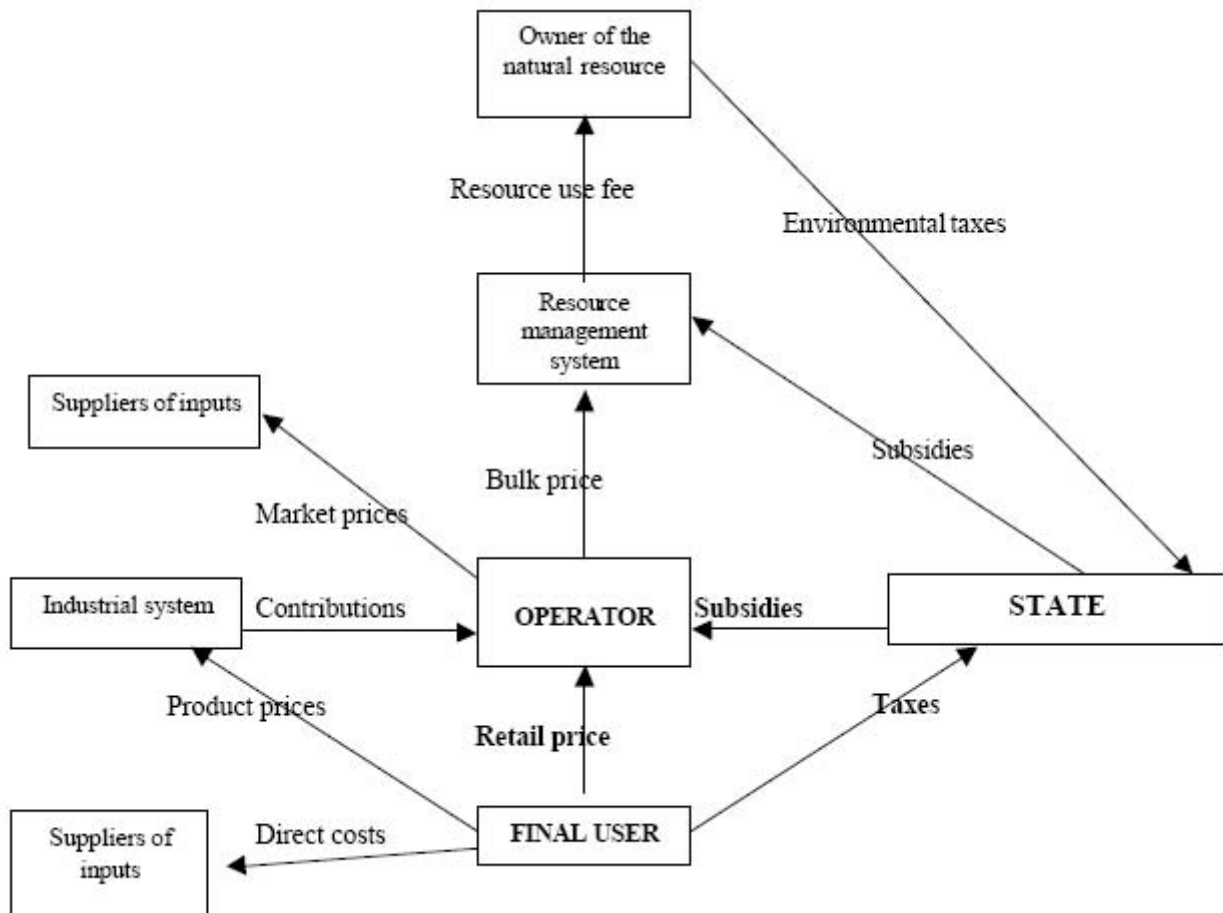 Owner of the
natural resource
Resource use fee
Environmental taxes
Resource
management
system
Suppliers of inputs
Subsidies
Bulk price
Market prices
Industrial system
Contributions
OPERATOR
Subsidies
STATE
Product prices
Retail price
Taxes
Suppliers of
inputs
Direct costs
FINAL USER